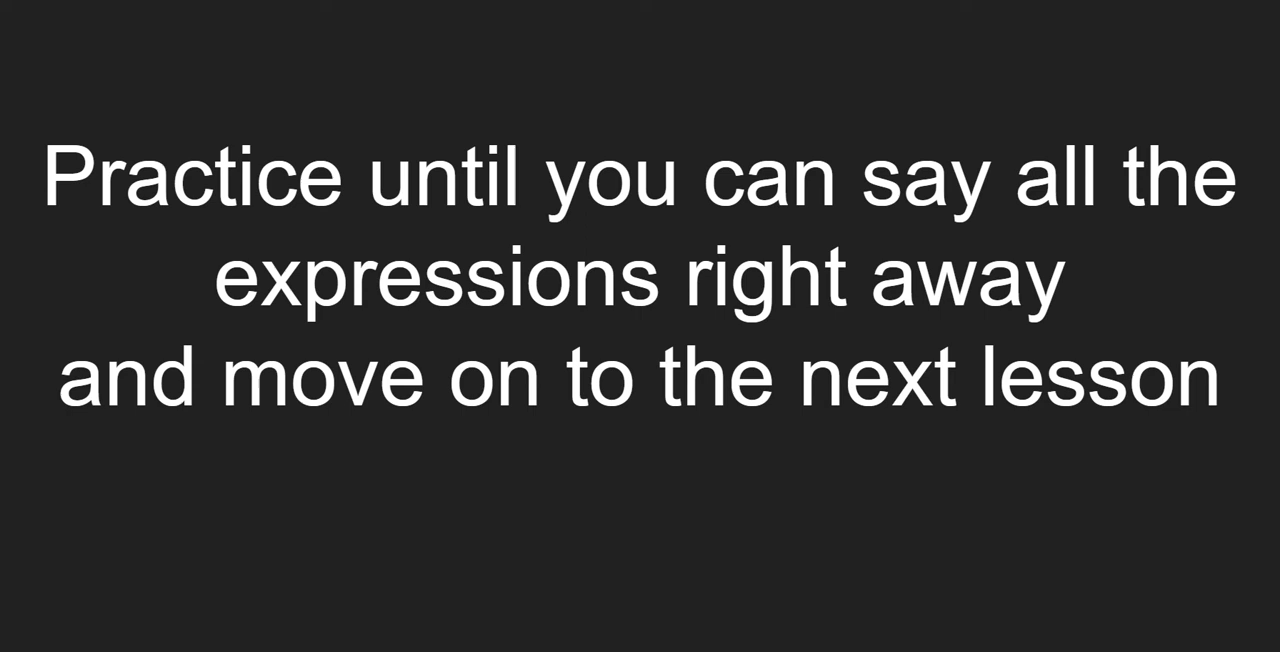 Practice until you can say all the
expressions right away
and move on to the next lesson